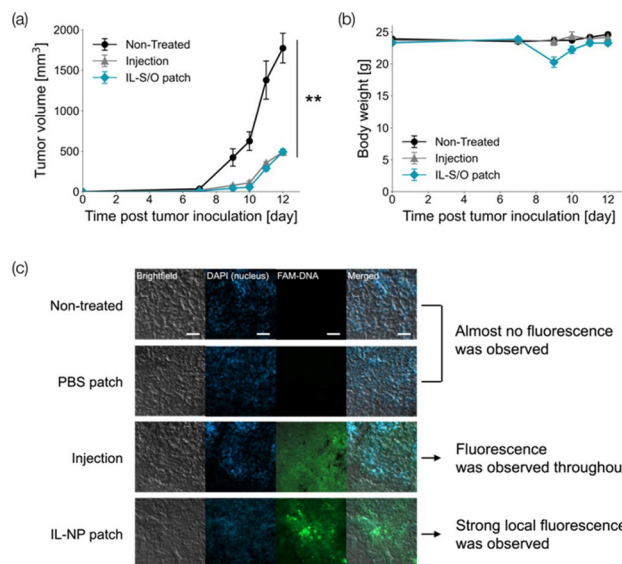 (a)
2000
1500
1000
500
0
Tumor volume [mm³]
Non-Treated
Injection
IL-S/O patch
**
0 2 4 6 8 10 12
Time post tumor inoculation [day]
(b)
30
25
20
15
10
5
0
Body weight [g]
Non-Treated
Injection
IL-S/O patch
0 2 4 6 8 10 12
Time post tumor inoculation [day]
(c)
Brightfield DAPI (nucleus) FAM-DNA Merged
Non-treated
PBS patch
Almost no fluorescence
was observed
Injection
Fluorescence
was observed throughou
IL-NP patch
Strong local fluorescence
was observed